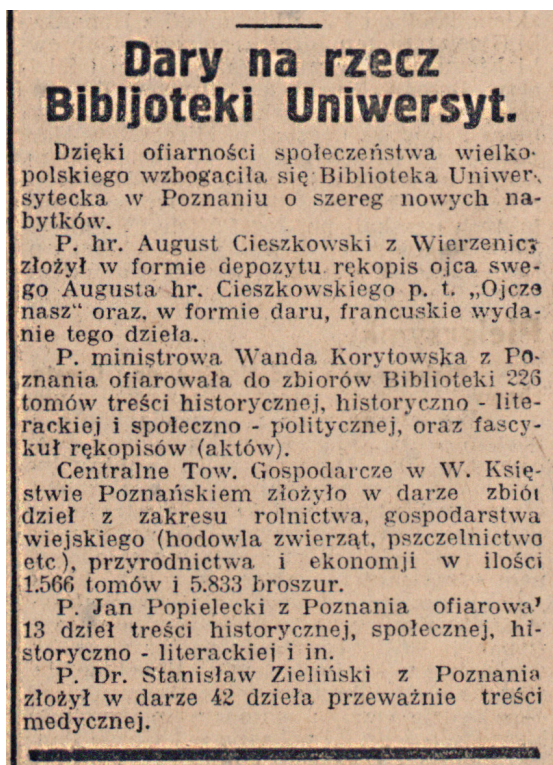 Dary na rzecz
Bibljoteki Uniwersyt.
Dzięki ofiarności społeczeństwa wielko-
polskiego wzbogaciła się Biblioteka Uniwer-
sytecka w Poznaniu o szereg nowych na-
bytków.
P. hr. August Cieszkowski z Wierzenicy
złożył w formie depozytu rękopis ojca swe-
go Augusta hr. Cieszkowskiego p. t. „Ojcze
nasz" oraz, w formie daru, francuskie wyda-
nie tego dzieła.
P. ministrowa Wanda Korytowska z Po-
znania ofiarowała do zbiorów Biblioteki 226
tomów treści historycznej, historyczno - lite-
rackiej i społeczno - politycznej, oraz fascy-
kuł rękopisów (aktów).
Centralne Tow. Gospodarcze w W. Księ-
stwie Poznańskiem złożyło w darze zbiór
dzieł z zakresu rolnictwa, gospodarstwa
wiejskiego (hodowla zwierząt, pszczelnictwo
etc), przyrodnictwa i ekonomji w ilości
1.566 tomów i 5.833 broszur.
P. Jan Popielecki z Poznania ofiarował
13 dzieł treści historycznej, społecznej, hi-
storyczno - literackiej i in.
P. Dr. Stanisław Zieliński z Poznania
złożył w darze 42 dzieła przeważnie treści
medycznej.